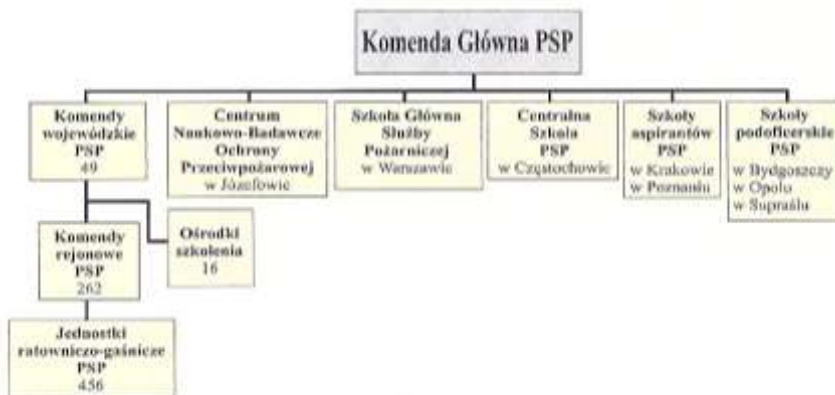 Komenda Główna PSP
Komendy
wojewódzkie
PSP
49
Centrum
Naukowo-Badawcze
Ochrony
Przeciwpożarowej
w Józefowie
Szkoła Główna
Służby
Pożarniczej
w Warszawie
Centralna
Szkoła
PSP
w Częstochowie
Szkoły
aspirantów
PSP
w Krakowie
w Poznaniu
Szkoły
podoficerskie
PSP
w Bydgoszczy
w Opolu
w Supraślu
Komendy
rejonowe
PSP
262
Ośrodki
szkolenia
16
Jednostki
ratowniczo-gaśnicze
PSP
456